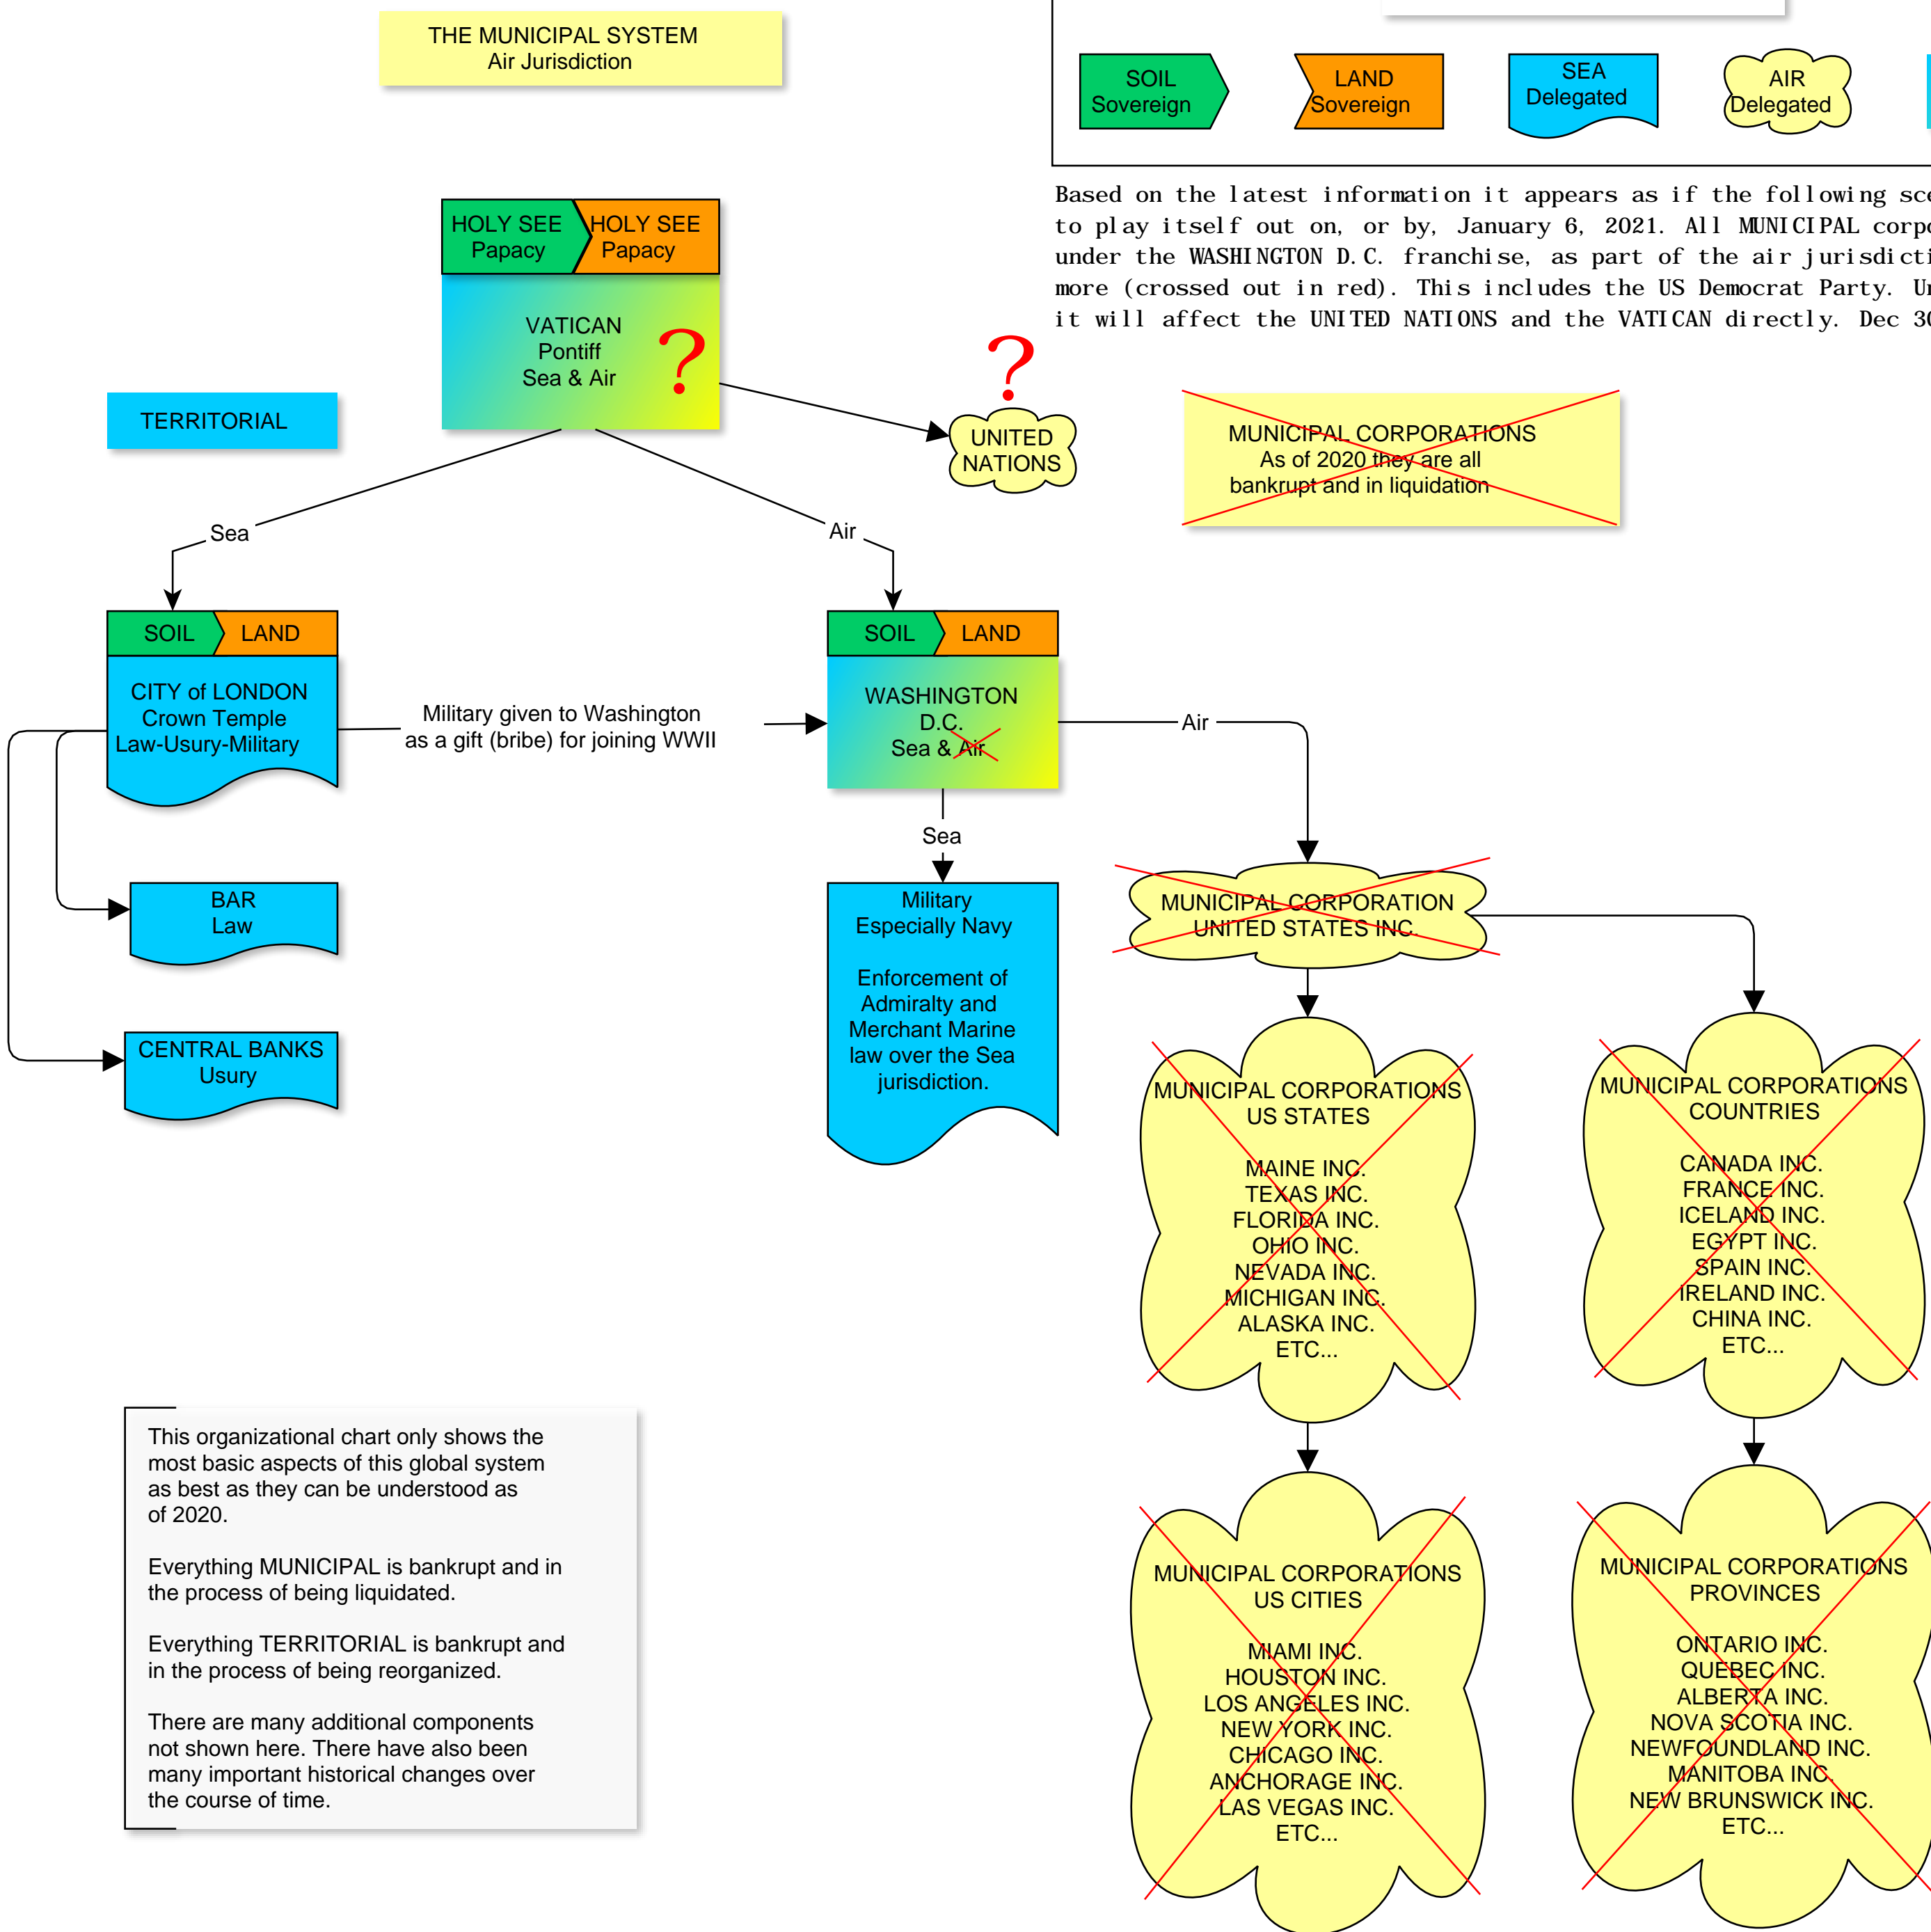 THE MUNICIPAL SYSTEM
Air Jurisdiction
SOIL
Sovereign
LAND
Sovereign
SEA
Delegated
AIR
Delegated
Based on the latest information it appears as if the following
to play itself out on, or by, January 6, 2021. All MUNICIPAL
under the WASHINGTON D.C. franchise, as part of the air
more (crossed out in red). This includes the US Democrat Party.
it will affect the UNITED NATIONS and the VATICAN directly. Dec
HOLY SEE
Papacy
HOLY SEE
Papacy
VATICAN
Pontiff
Sea & Air
?
?
UNITED
NATIONS
TERRITORIAL
MUNICIPAL CORPORATIONS
As of 2020 they are all
bankrupt and in liquidation
Sea
Air
SOIL
LAND
CITY of LONDON
Crown Temple
Law-Usury-Military
Military given to Washington
as a gift (bribe) for joining WWII
SOIL
LAND
WASHINGTON
D.C.
Sea & Air
Air
Sea
BAR
Law
CENTRAL BANKS
Usury
Military
Especially Navy
Enforcement of
Admiralty and
Merchant Marine
law over the Sea
jurisdiction.
MUNICIPAL CORPORATION
UNITED STATES INC.
MUNICIPAL CORPORATIONS
US STATES
MAINE INC.
TEXAS INC.
FLORIDA INC.
OHIO INC.
NEVADA INC.
MICHIGAN INC.
ALASKA INC.
ETC...
MUNICIPAL CORPORATIONS
COUNTRIES
CANADA INC.
FRANCE INC.
ICELAND INC.
EGYPT INC.
SPAIN INC.
IRELAND INC.
CHINA INC.
ETC...
This organizational chart only shows the
most basic aspects of this global system
as best as they can be understood as
of 2020.
Everything MUNICIPAL is bankrupt and in
the process of being liquidated.
Everything TERRITORIAL is bankrupt and
in the process of being reorganized.
There are many additional components
not shown here. There have also been
many important historical changes over
the course of time.
MUNICIPAL CORPORATIONS
US CITIES
MIAMI INC.
HOUSTON INC.
LOS ANGELES INC.
NEW YORK INC.
CHICAGO INC.
ANCHORAGE INC.
LAS VEGAS INC.
ETC...
MUNICIPAL CORPORATIONS
PROVINCES
ONTARIO INC.
QUEBEC INC.
ALBERTA INC.
NOVA SCOTIA INC.
NEWFOUNDLAND INC.
MANITOBA INC.
NEW BRUNSWICK INC.
ETC...